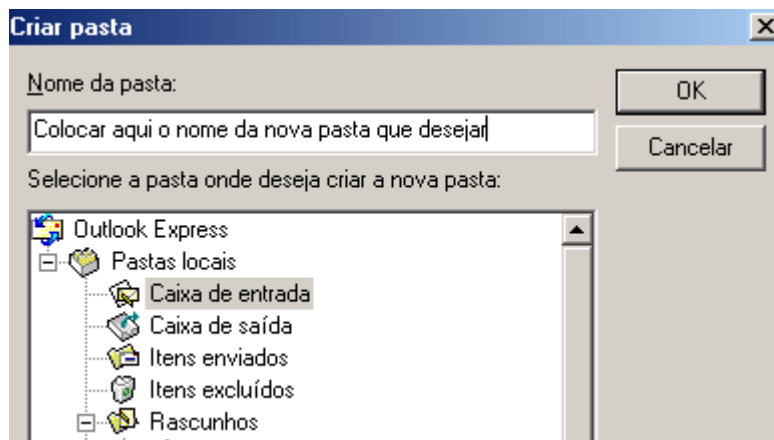 Criar pasta
Nome da pasta:
OK
Colocar aqui o nome da nova pasta que desejar
Cancelar
Selecione a pasta onde deseja criar a nova pasta:
Outlook Express
Pastas locais
Caixa de entrada
Caixa de saída
Itens enviados
Itens excluídos
Rascunhos